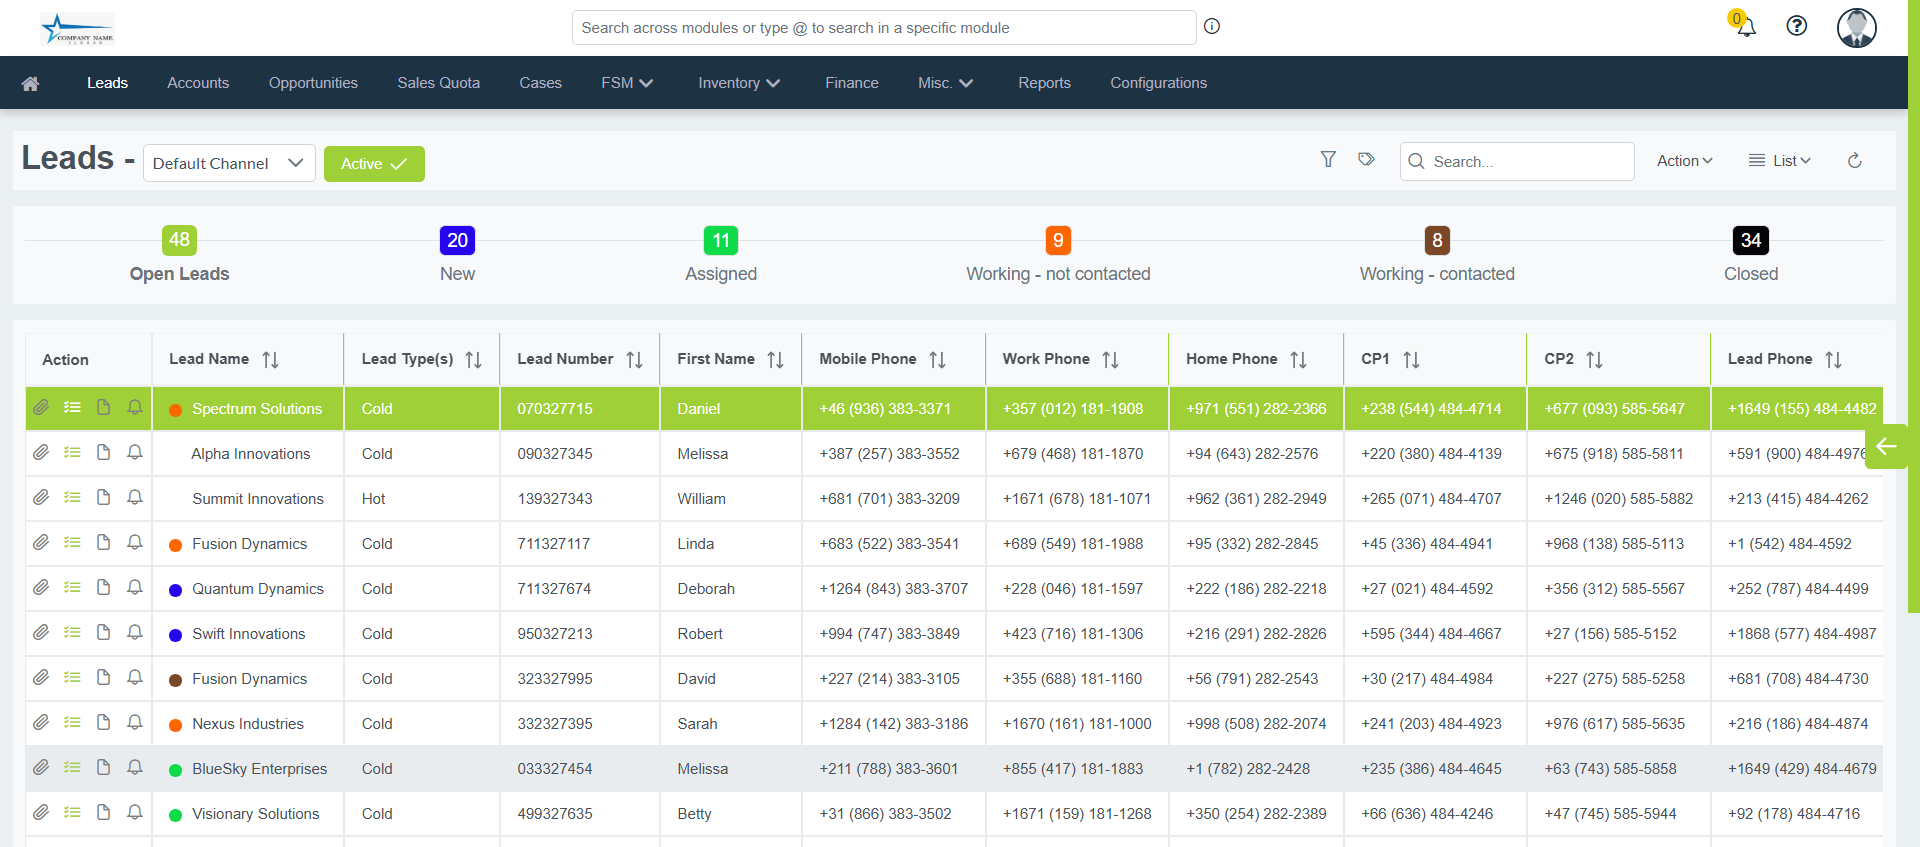 COMPANY NAME
Search across modules or type @ to search in a specific module
0
Leads Accounts Opportunities Sales Quota Cases FSM Inventory Finance Misc. Reports Configurations
Leads - Default Channel Active Search... Action List
48 20 11 9 8 34
Open Leads New Assigned Working - not contacted Working - contacted Closed
Action Lead Name Lead Type(s) Lead Number First Name Mobile Phone Work Phone Home Phone CP1 CP2 Lead Phone
Spectrum Solutions Cold 070327715 Daniel +46 (936) 383-3371 +357 (012) 181-1908 +971 (551) 282-2366 +238 (544) 484-4714 +677 (093) 585-5647 +1649 (155) 484-4482
Alpha Innovations Cold 090327345 Melissa +387 (257) 383-3552 +679 (468) 181-1870 +94 (643) 282-2576 +220 (380) 484-4139 +675 (918) 585-5811 +591 (900) 484-4976
Summit Innovations Hot 139327343 William +681 (701) 383-3209 +1671 (678) 181-1071 +962 (361) 282-2949 +265 (071) 484-4707 +1246 (020) 585-5882 +213 (415) 484-4262
Fusion Dynamics Cold 711327117 Linda +683 (522) 383-3541 +689 (549) 181-1988 +95 (332) 282-2845 +45 (336) 484-4941 +968 (138) 585-5113 +1 (542) 484-4592
Quantum Dynamics Cold 711327674 Deborah +1264 (843) 383-3707 +228 (046) 181-1597 +222 (186) 282-2218 +27 (021) 484-4592 +356 (312) 585-5567 +252 (787) 484-4499
Swift Innovations Cold 950327213 Robert +994 (747) 383-3849 +423 (716) 181-1306 +216 (291) 282-2826 +595 (344) 484-4667 +27 (156) 585-5152 +1868 (577) 484-4987
Fusion Dynamics Cold 323327995 David +227 (214) 383-3105 +355 (688) 181-1160 +56 (791) 282-2543 +30 (217) 484-4984 +227 (275) 585-5258 +681 (708) 484-4730
Nexus Industries Cold 332327395 Sarah +1284 (142) 383-3186 +1670 (161) 181-1000 +998 (508) 282-2074 +241 (203) 484-4923 +976 (617) 585-5635 +216 (186) 484-4874
BlueSky Enterprises Cold 033327454 Melissa +211 (788) 383-3601 +855 (417) 181-1883 +1 (782) 282-2428 +235 (386) 484-4645 +63 (743) 585-5858 +1649 (429) 484-4679
Visionary Solutions Cold 499327635 Betty +31 (866) 383-3502 +1671 (159) 181-1268 +350 (254) 282-2389 +66 (636) 484-4246 +47 (745) 585-5944 +92 (178) 484-4716